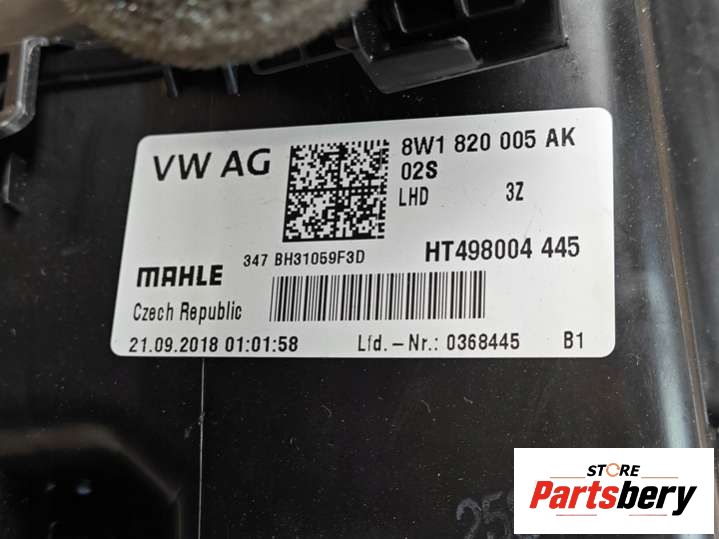 VW AG
8W1 820 005 AK
02S
LHD 3Z
347 BH31059F3D
HT498004 445
MAHLE
Czech Republic
21.09.2018 01:01:58 Lfd.-Nr.: 0368445 B1
STORE
Partsbery